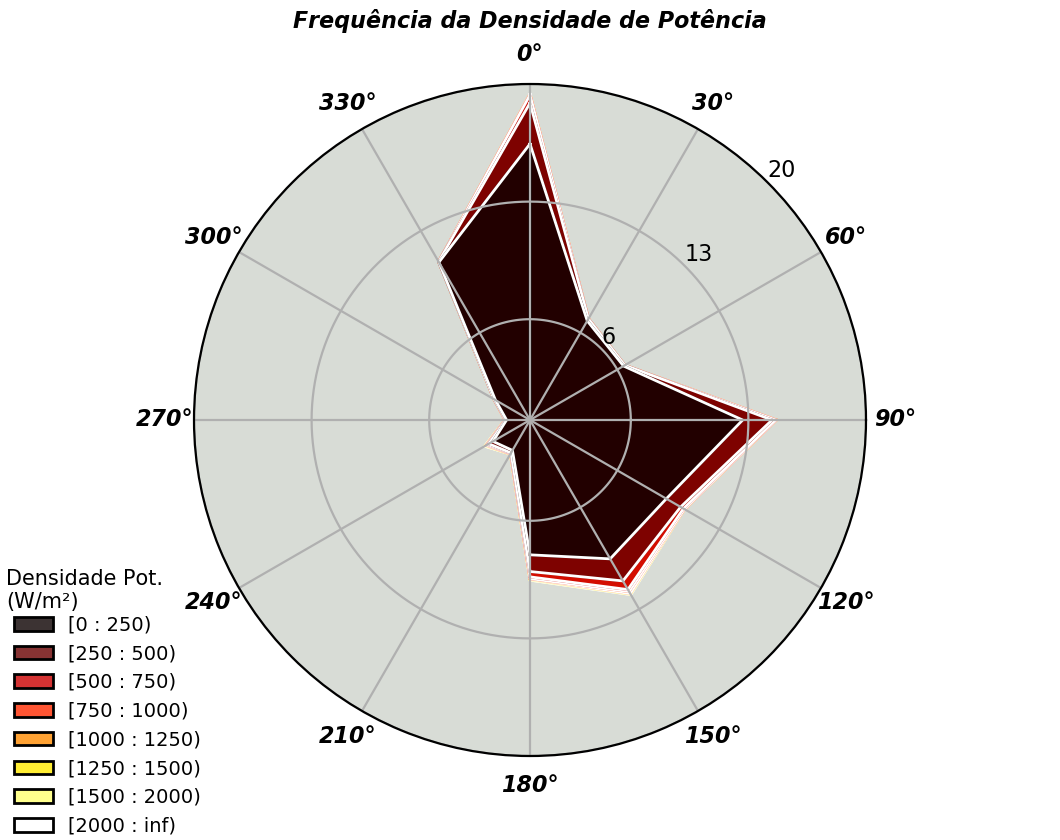 Frequência da Densidade de Potência
0°
330°
30°
20
300°
60°
13
6
270°
90°
240°
120°
210°
150°
180°
Densidade Pot.
(W/m²)
[0 : 250)
[250 : 500)
[500 : 750)
[750 : 1000)
[1000 : 1250)
[1250 : 1500)
[1500 : 2000)
[2000 : inf)